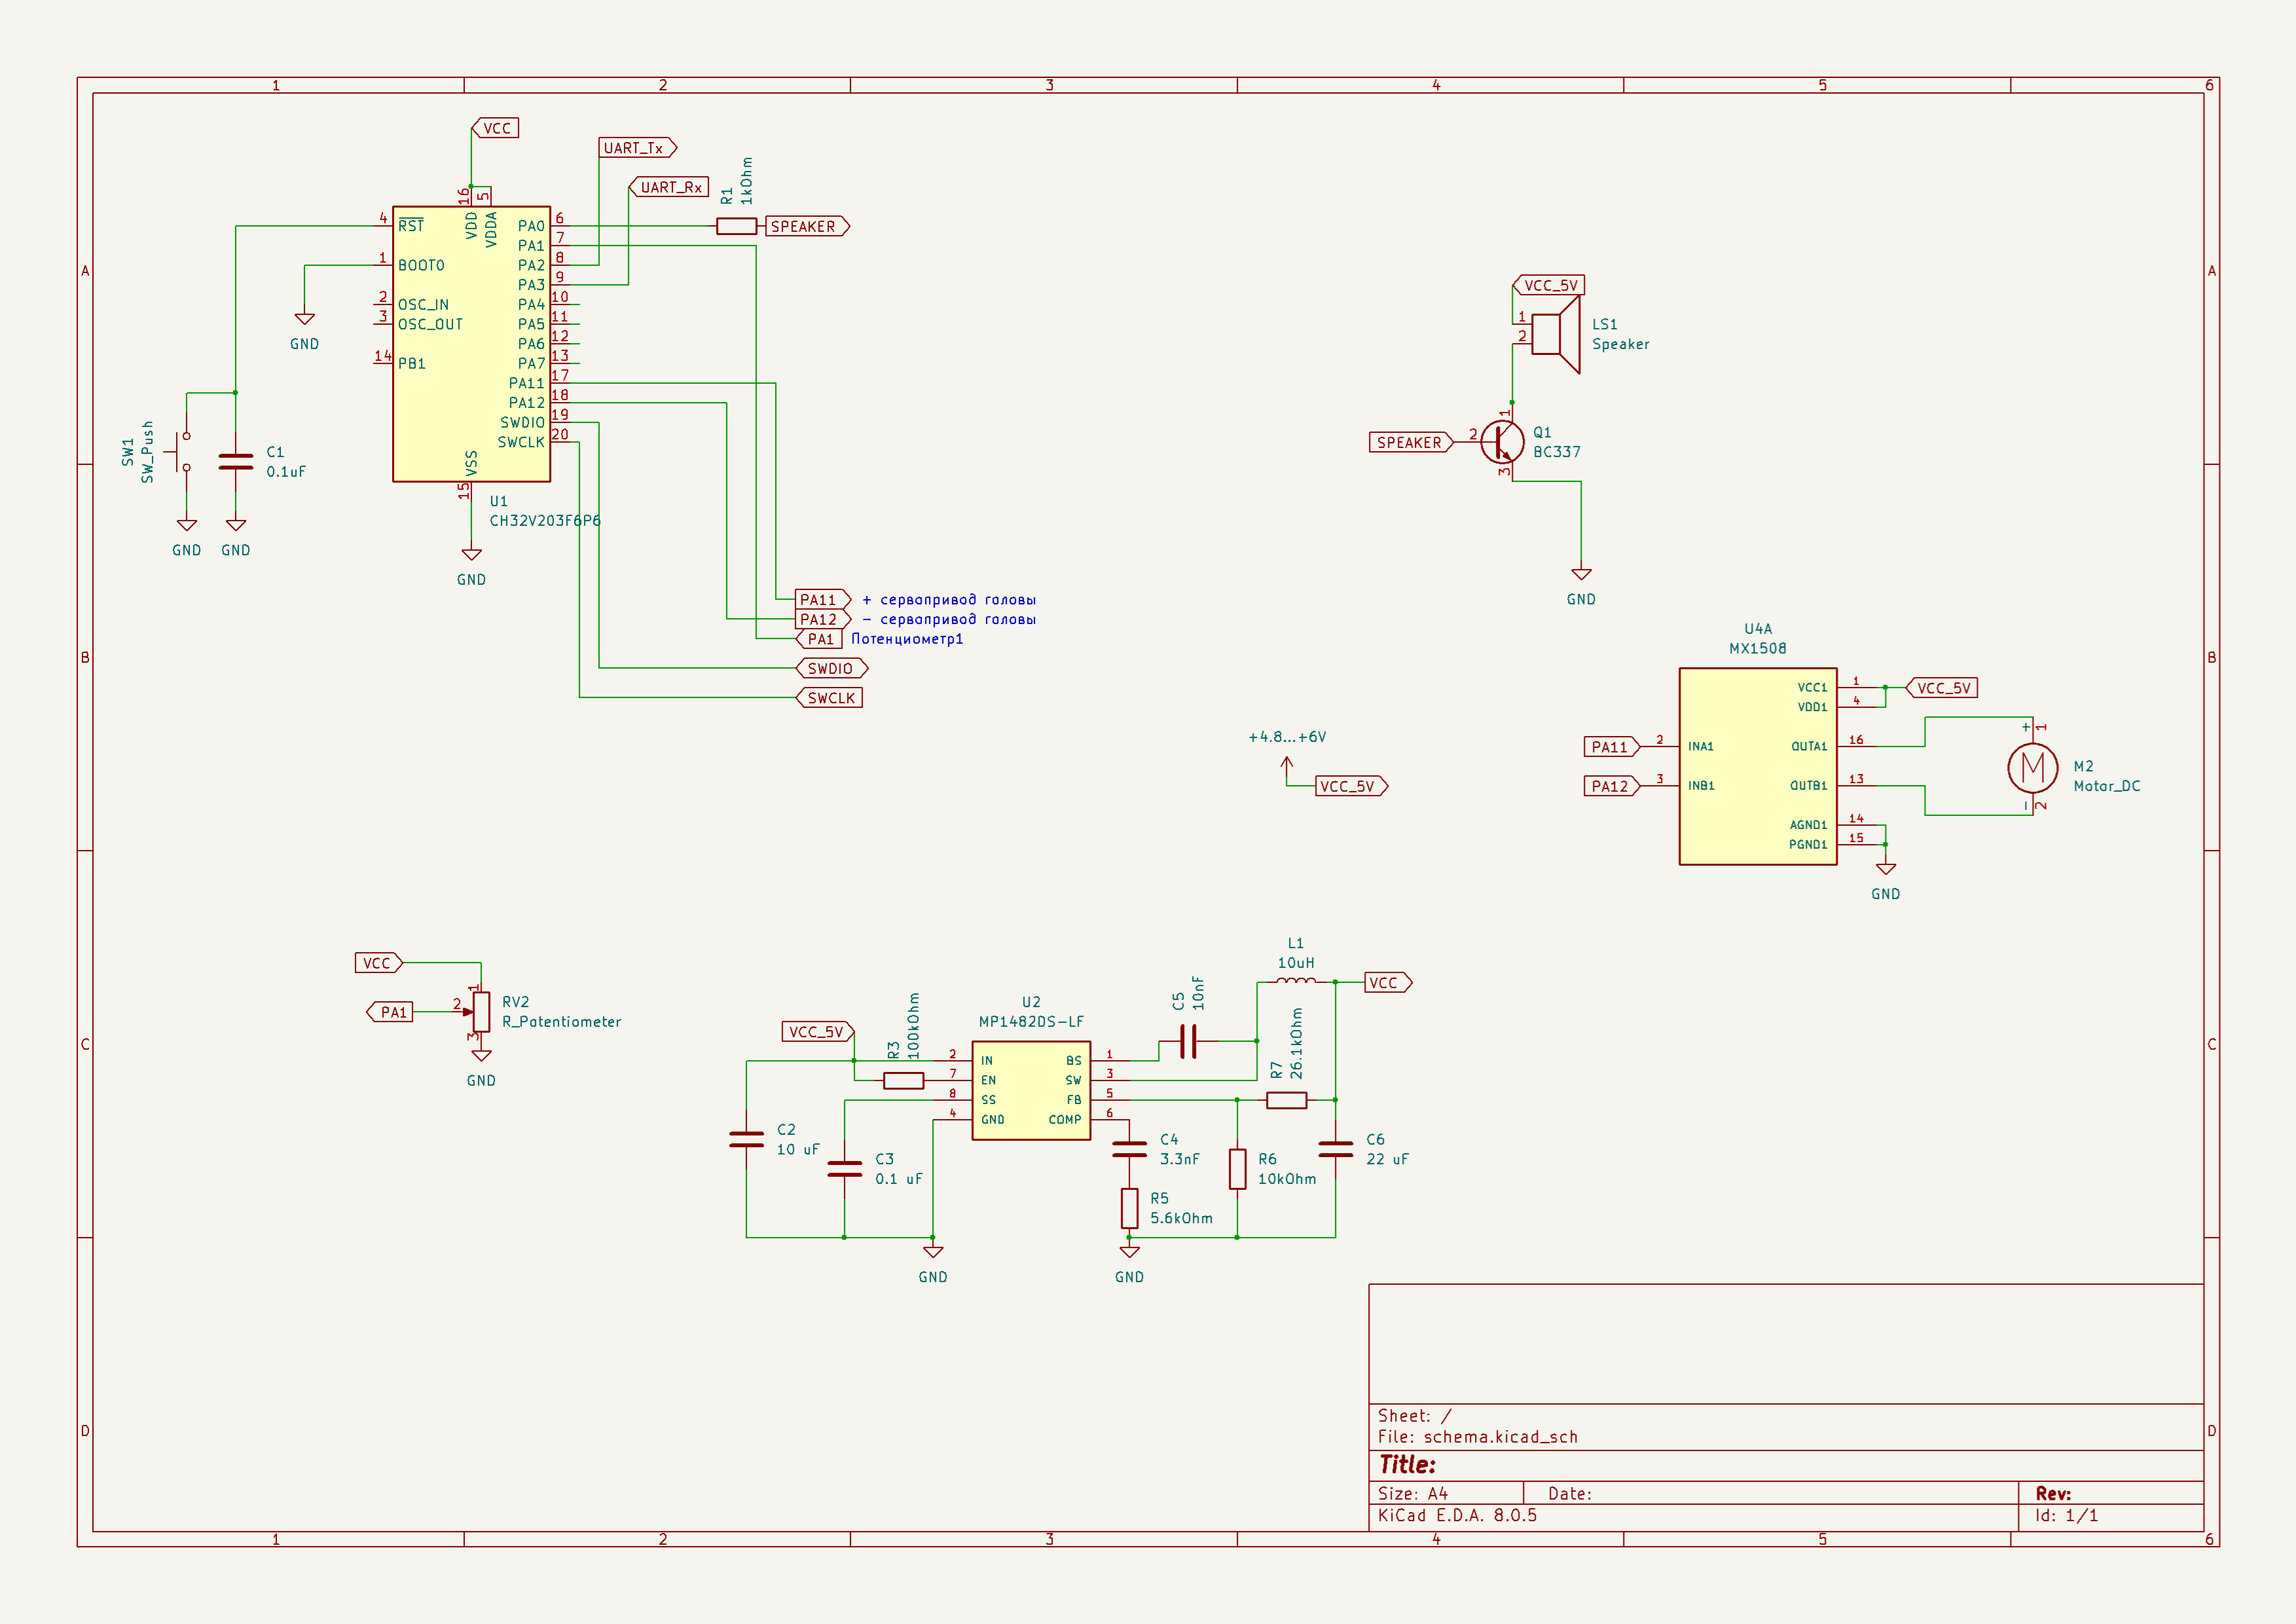 1 2 3 4 5 6
A
B
C
D
A
B
C
D
1 2 3 4 5 6
VCC
UART_Tx
UART_Rx
R1
1kOhm
SPEAKER
16
5
VDD
VDDA
4
RST
1
BOOT0
2
OSC_IN
3
OSC_OUT
14
PB1
PA0
6
PA1
7
PA2
8
PA3
9
PA4
10
PA5
11
PA6
12
PA7
13
PA11
17
PA12
18
SWDIO
19
SWCLK
20
VSS
15
U1
CH32V203F6P6
GND
GND
SW1
SW_Push
C1
0.1uF
GND
GND
PA11 + сервапривод головы
PA12 - сервапривод головы
PA1 Потенциометр1
SWDIO
SWCLK
VCC_5V
1
2
LS1
Speaker
SPEAKER
2
1
3
Q1
BC337
GND
+4.8...+6V
VCC_5V
U4A
MX1508
PA11
2
INA1
PA12
3
INB1
VCC1
1
VDD1
4
OUTA1
16
OUTB1
13
AGND1
14
PGND1
15
VCC_5V
GND
+
1
M
-
2
M2
Motor_DC
VCC
PA1
1
2
3
RV2
R_Potentiometer
GND
VCC_5V
R3
100kOhm
U2
MP1482DS-LF
2
IN
7
EN
8
SS
4
GND
BS
1
SW
3
FB
5
COMP
6
C2
10 uF
C3
0.1 uF
GND
C5
10nF
L1
10uH
VCC
R7
26.1kOhm
C4
3.3nF
R5
5.6kOhm
R6
10kOhm
C6
22 uF
GND
Sheet: /
File: schema.kicad_sch
Title:
Size: A4
Date:
Rev:
KiCad E.D.A. 8.0.5
Id: 1/1